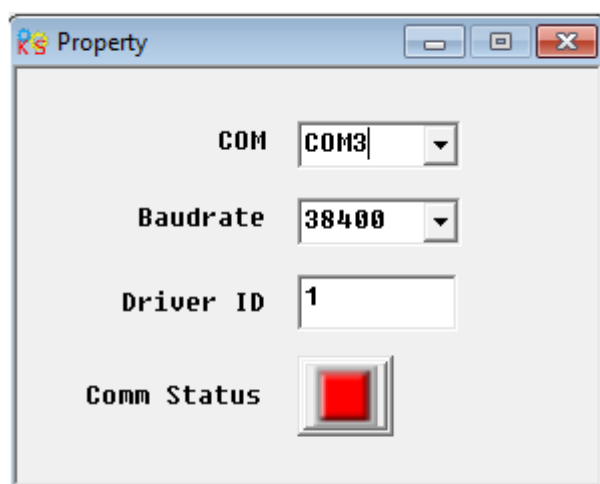 Property
COM COM3
Baudrate 38400
Driver ID 1
Comm Status